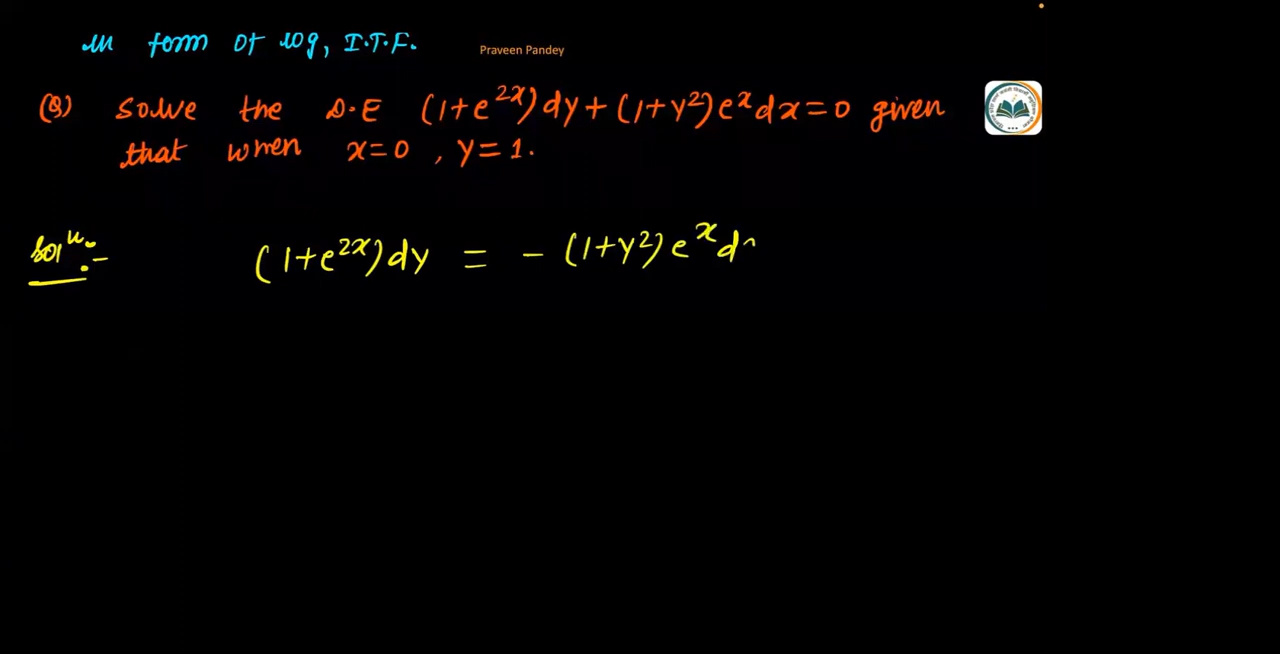 in form of log, I.T.F.
Praveen Pandey
(Q) Solve the D.E (1+e^2x)dy+(1+y²)e^x dx=0 given
that when x=0, y=1.
Solⁿ:- (1+e^2x)dy = -(1+y²)e^x d